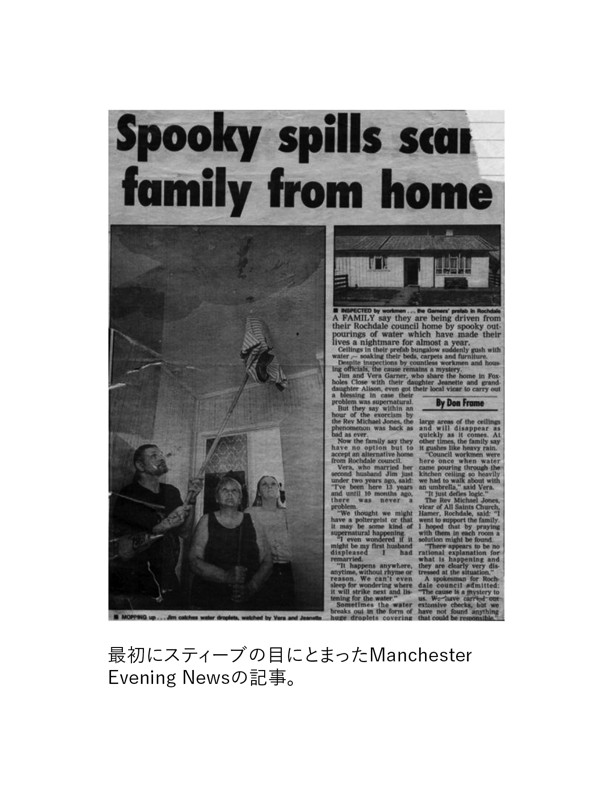 Spooky spills scar
family from home
■ INSPECTED by workmen . . . the Garners' prefab in Rochdale
A FAMILY say they are being driven from
their Rochdale council home by spooky out-
pourings of water which have made their
lives a nightmare for almost a year.
Ceilings in their prefab bungalow suddenly gush with
water — soaking their beds, carpets and furniture.
Despite inspections by countless workmen and hous-
ing officials, the cause remains a mystery.
Jim and Vera Garner, who share the home in Fox-
holes Close with their daughter Jeanette and grand-
daughter Alison, even got their local vicar to carry out
a blessing in case their
problem was supernatural.
But they say within an
hour of the exorcism by
the Rev Michael Jones, the
phenomenon was back as
bad as ever.
Now the family say they
have no option but to
accept an alternative home
from Rochdale council.
Vera, who married her
second husband Jim just
under two years ago, said:
"I've been here 13 years
and until 10 months ago,
there was never a
problem.
"We thought we might
have a poltergeist or that
it may be some kind of
supernatural happening.
"I even wondered if it
might be my first husband
displeased I had
remarried.
"It happens anywhere,
anytime, without rhyme or
reason. We can't even
sleep for wondering where
it will strike next and lis-
tening for the water."
Sometimes the water
breaks out in the form of
huge droplets covering
By Don Frame
large areas of the ceilings
and will disappear as
quickly as it comes. At
other times, the family say
it gushes like heavy rain.
"Council workmen were
here once when water
came pouring through the
kitchen ceiling so heavily
we had to walk about with
an umbrella," said Vera.
"It just defies logic."
The Rev Michael Jones,
vicar of All Saints Church,
Hamer, Rochdale, said: "I
went to support the family.
I hoped that by praying
with them in each room a
solution might be found.
"There appears to be no
rational explanation for
what is happening and
they are clearly very dis-
tressed at the situation."
A spokesman for Roch-
dale council admitted:
"The cause is a mystery to
us. We have carried out
extensive checks, but we
have not found anything
that could be responsible."
■ MOPPING up . . . Jim catches water droplets, watched by Vera and Jeanette
最初にスティーブの目にとまったManchester
Evening Newsの記事。